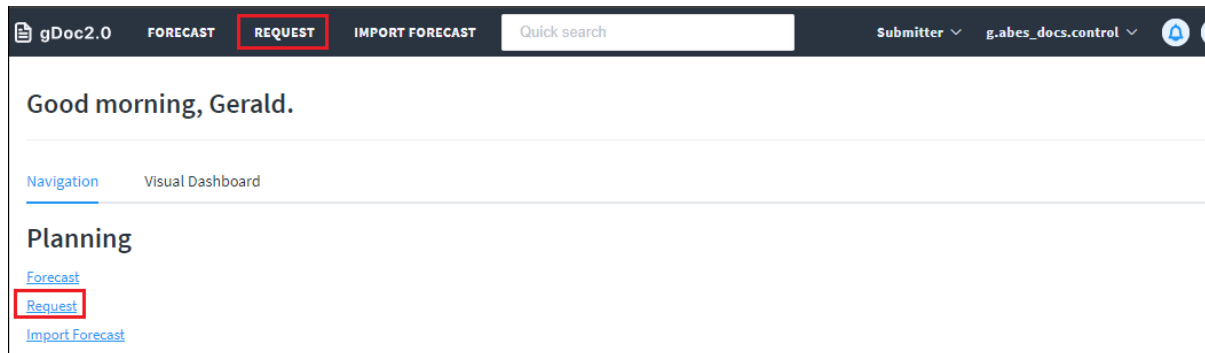 gDoc2.0 FORECAST REQUEST IMPORT FORECAST Quick search Submitter g.abes_docs.control
Good morning, Gerald.
Navigation Visual Dashboard
Planning
Forecast
Request
Import Forecast